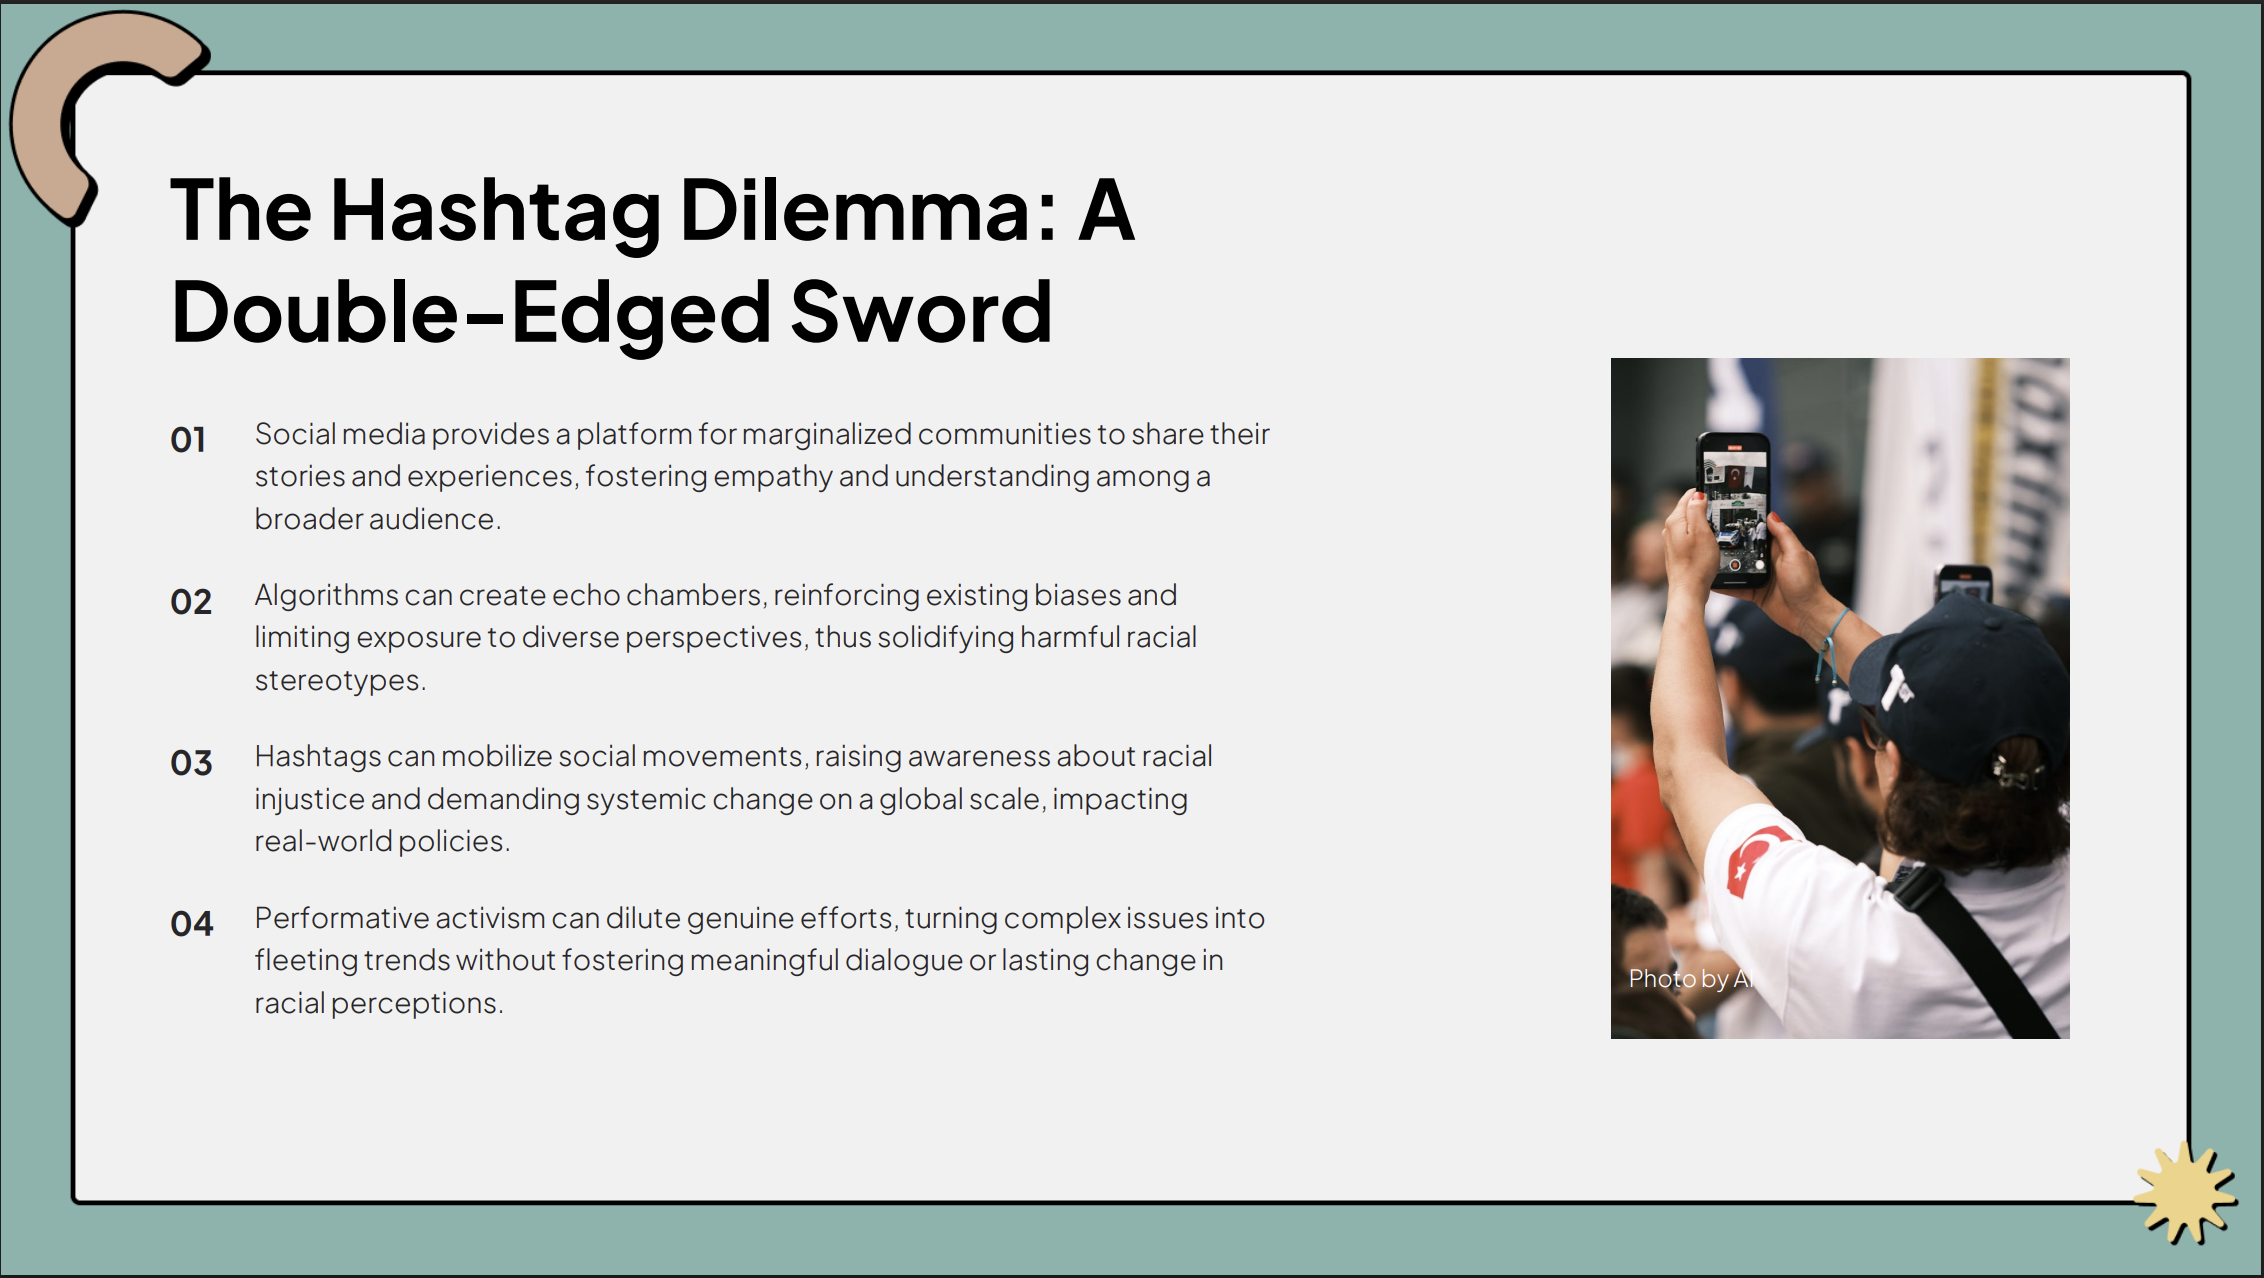 The Hashtag Dilemma: A
Double-Edged Sword
01
Social media provides a platform for marginalized communities to share their
stories and experiences, fostering empathy and understanding among a
broader audience.
02
Algorithms can create echo chambers, reinforcing existing biases and
limiting exposure to diverse perspectives, thus solidifying harmful racial
stereotypes.
03
Hashtags can mobilize social movements, raising awareness about racial
injustice and demanding systemic change on a global scale, impacting
real-world policies.
04
Performative activism can dilute genuine efforts, turning complex issues into
fleeting trends without fostering meaningful dialogue or lasting change in
racial perceptions.
Photo by